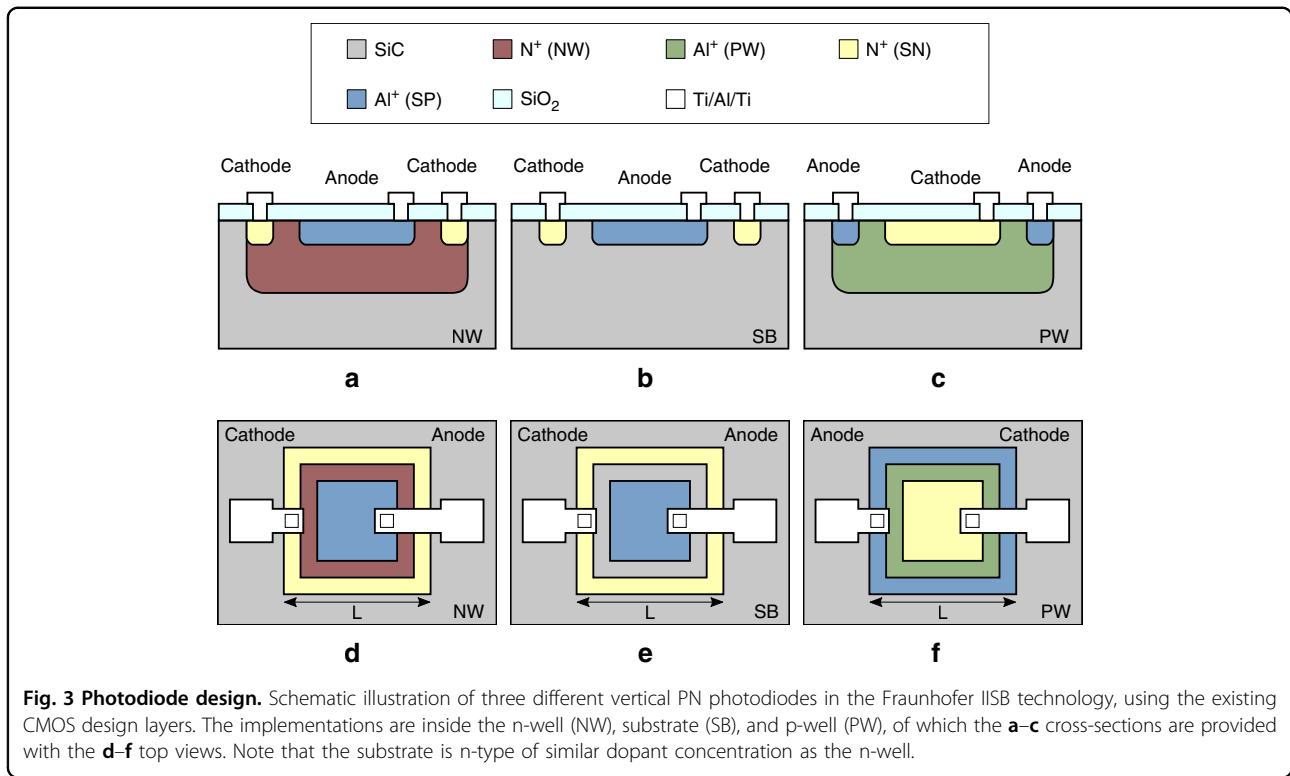 SiC N⁺ (NW) Al⁺ (PW) N⁺ (SN)
Al⁺ (SP) SiO₂ Ti/Al/Ti
Cathode Anode Cathode
Cathode Anode Cathode
Anode Cathode Anode
NW SB PW
a b c
Cathode Anode Cathode Anode Anode Cathode
L NW L SB L PW
d e f
Fig. 3 Photodiode design. Schematic illustration of three different vertical PN photodiodes in the Fraunhofer IISB technology, using the existing
CMOS design layers. The implementations are inside the n-well (NW), substrate (SB), and p-well (PW), of which the a–c cross-sections are provided
with the d–f top views. Note that the substrate is n-type of similar dopant concentration as the n-well.